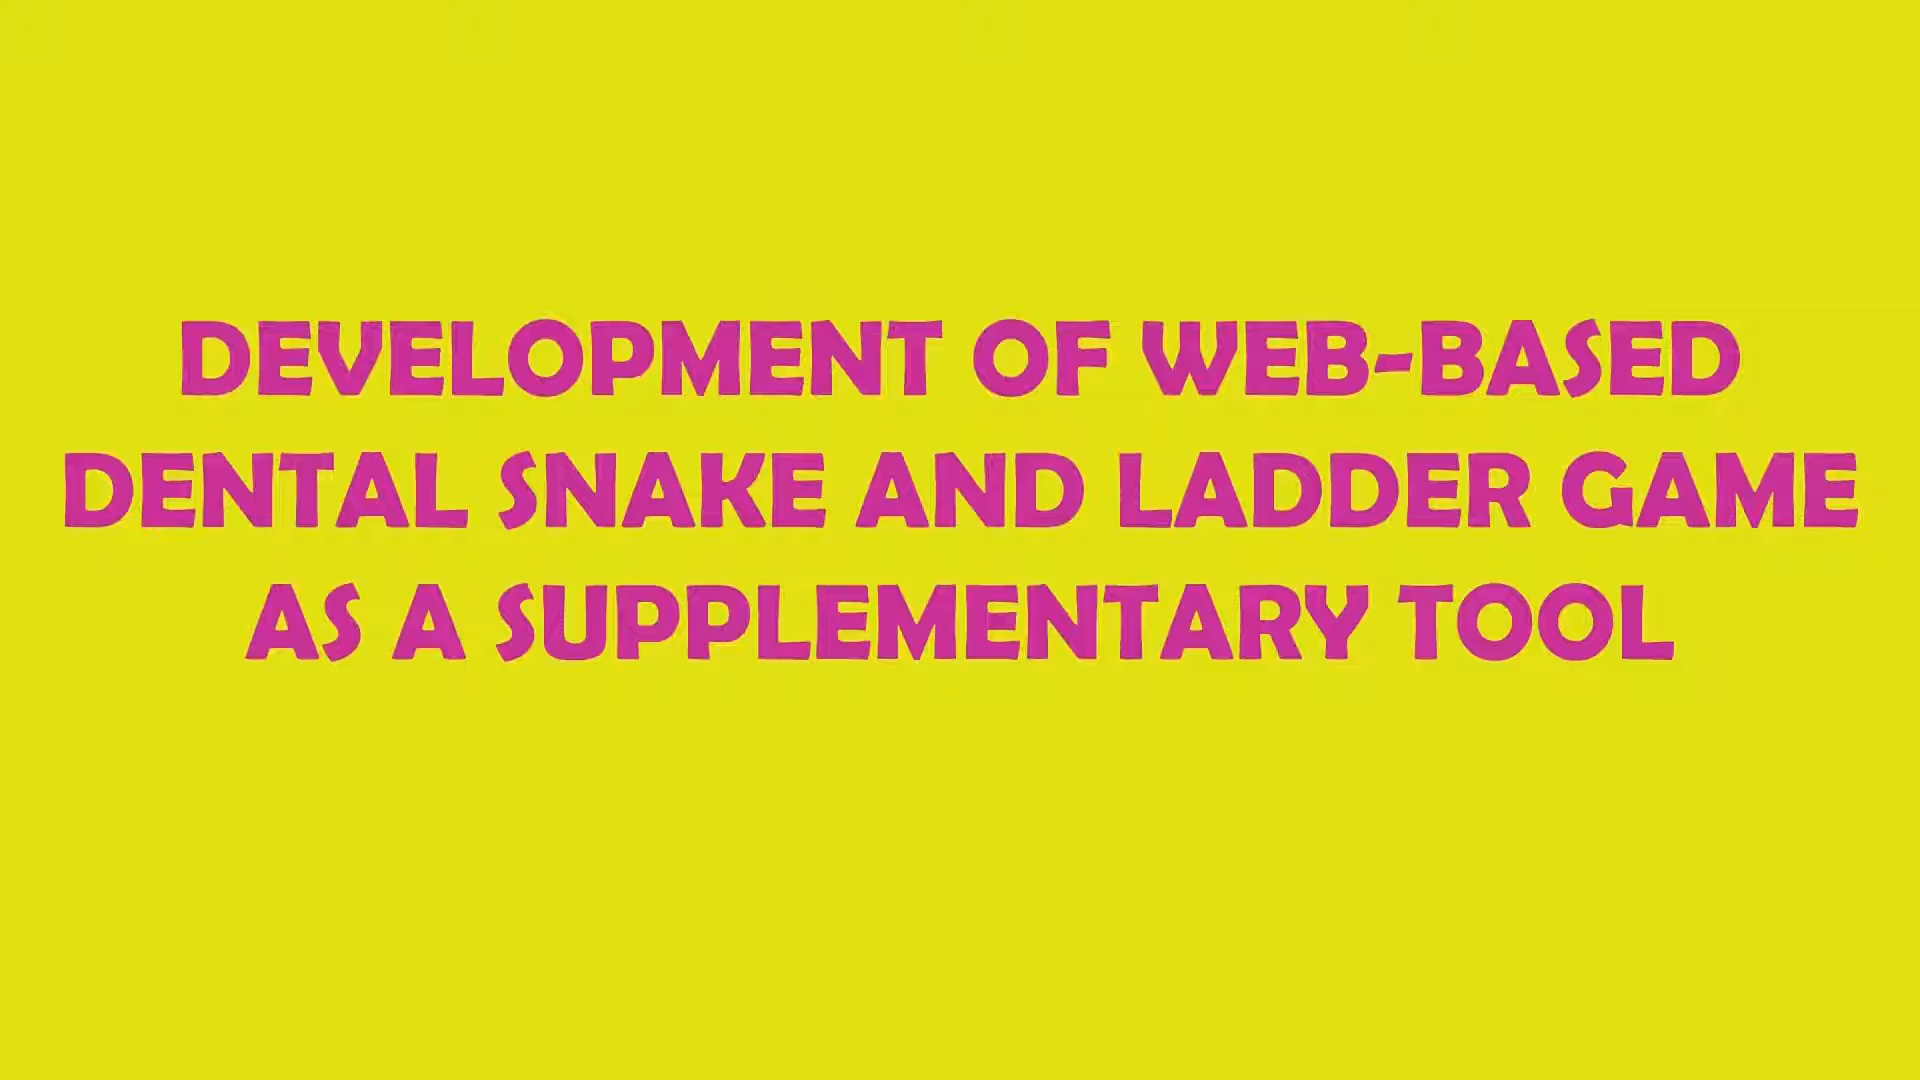 DEVELOPMENT OF WEB-BASED
DENTAL SNAKE AND LADDER GAME
AS A SUPPLEMENTARY TOOL